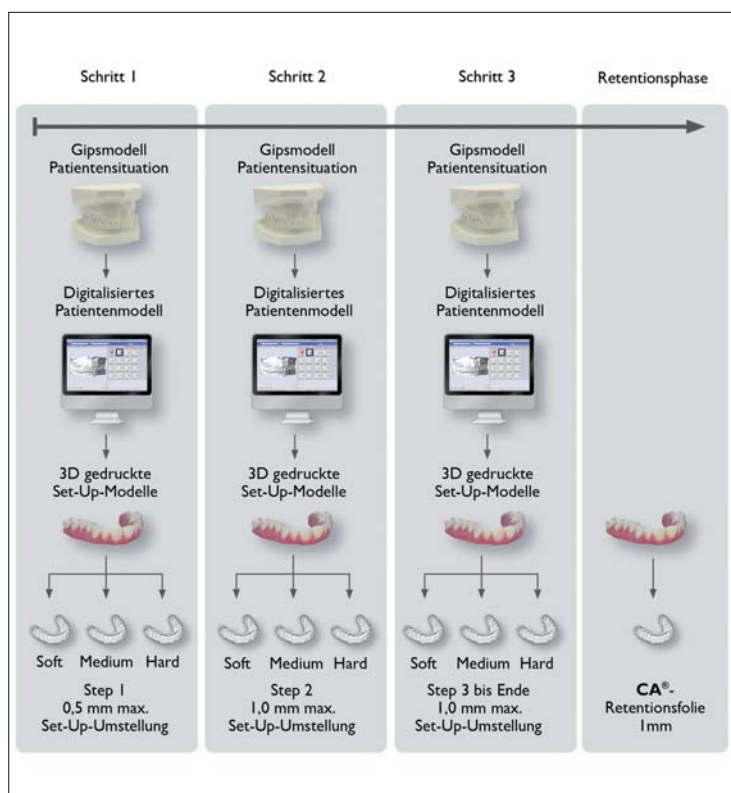 Schritt 1
Gipsmodell
Patientensituation
Digitalisiertes
Patientenmodell
3D gedruckte
Set-Up-Modelle
Soft Medium Hard
Step 1
0,5 mm max.
Set-Up-Umstellung
Schritt 2
Gipsmodell
Patientensituation
Digitalisiertes
Patientenmodell
3D gedruckte
Set-Up-Modelle
Soft Medium Hard
Step 2
1,0 mm max.
Set-Up-Umstellung
Schritt 3
Gipsmodell
Patientensituation
Digitalisiertes
Patientenmodell
3D gedruckte
Set-Up-Modelle
Soft Medium Hard
Step 3 bis Ende
1,0 mm max.
Set-Up-Umstellung
Retentionsphase
CA®-
Retentionsfolie
1mm